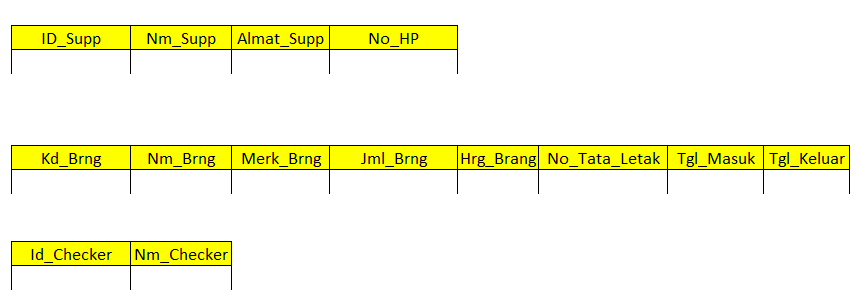 ID_Supp Nm_Supp Almat_Supp No_HP
Kd_Brng Nm_Brng Merk_Brng Jml_Brng Hrg_Brang No_Tata_Letak Tgl_Masuk Tgl_Keluar
Id_Checker Nm_Checker